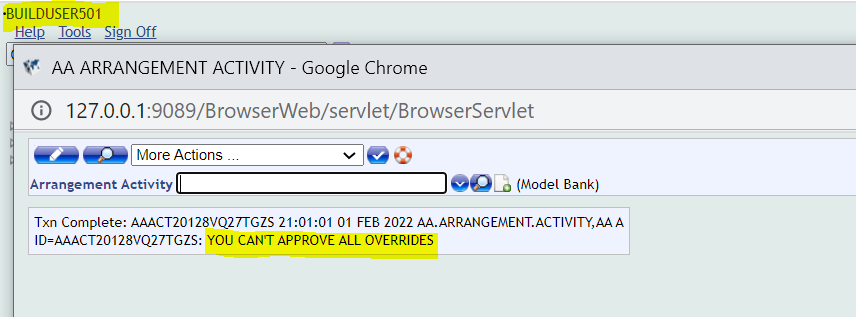 BUILDUSER501
Help Tools Sign Off
AA ARRANGEMENT ACTIVITY - Google Chrome
127.0.0.1:9089/BrowserWeb/servlet/BrowserServlet
More Actions ...
Arrangement Activity (Model Bank)
Txn Complete: AAACT20128VQ27TGZS 21:01:01 01 FEB 2022 AA.ARRANGEMENT.ACTIVITY,AA A
ID=AAACT20128VQ27TGZS: YOU CAN'T APPROVE ALL OVERRIDES